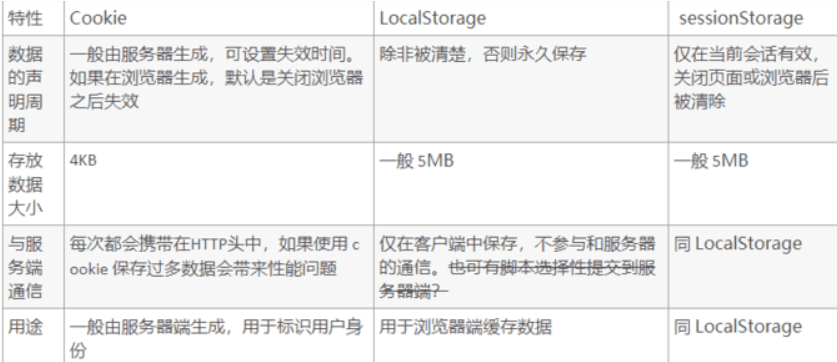 特性 Cookie LocalStorage sessionStorage
数据的声明周期
一般由服务器生成，可设置失效时间。
如果在浏览器生成，默认是关闭浏览器
之后失效
除非被清楚，否则永久保存
仅在当前会话有效，
关闭页面或浏览器后
被清除
存放数据大小
4KB
一般 5MB
一般 5MB
与服务端通信
每次都会携带在HTTP头中，如果使用 c
ookie 保存过多数据会带来性能问题
仅在客户端中保存，不参与和服务器
的通信。也可有脚本选择性提交到服
务器端？
同 LocalStorage
用途
一般由服务器端生成，用于标识用户身
份
用于浏览器端缓存数据
同 LocalStorage